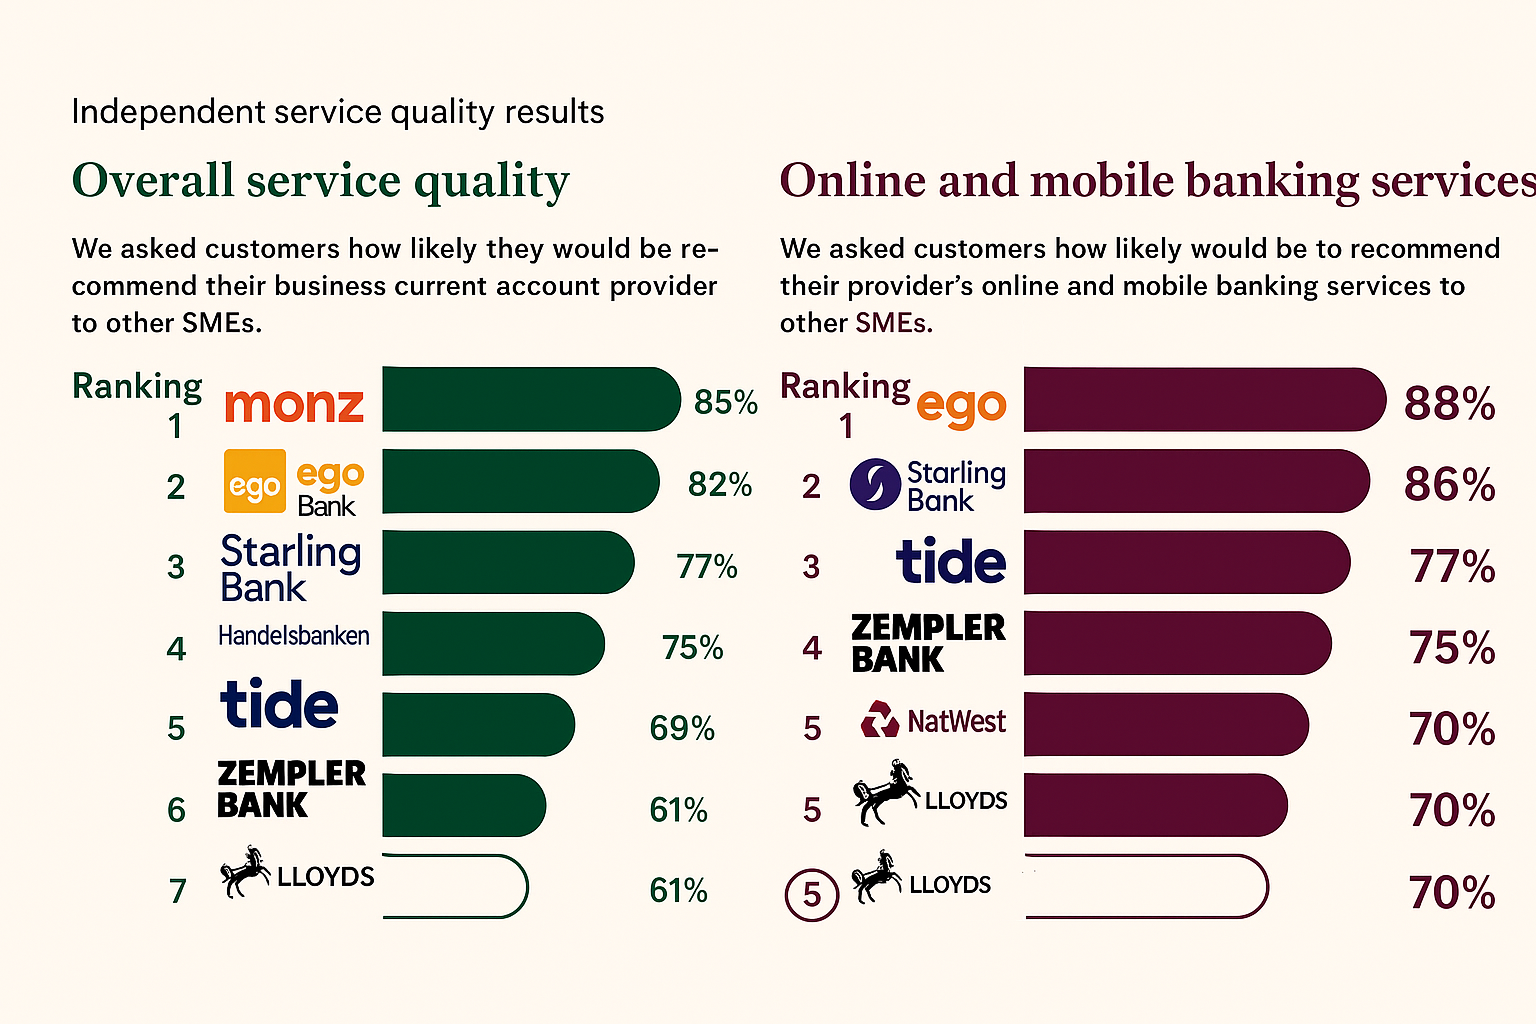 Independent service quality results
Overall service quality
We asked customers how likely they would be re-
commend their business current account provider
to other SMEs.
Ranking
1 monz 85%
2 ego ego Bank 82%
3 Starling Bank 77%
4 Handelsbanken 75%
5 tide 69%
6 ZEMPLER BANK 61%
7 LLOYDS 61%
Online and mobile banking services
We asked customers how likely would be to recommend
their provider’s online and mobile banking services to
other SMEs.
Ranking
1 ego 88%
2 Starling Bank 86%
3 tide 77%
4 ZEMPLER BANK 75%
5 NatWest 70%
5 LLOYDS 70%
5 LLOYDS 70%